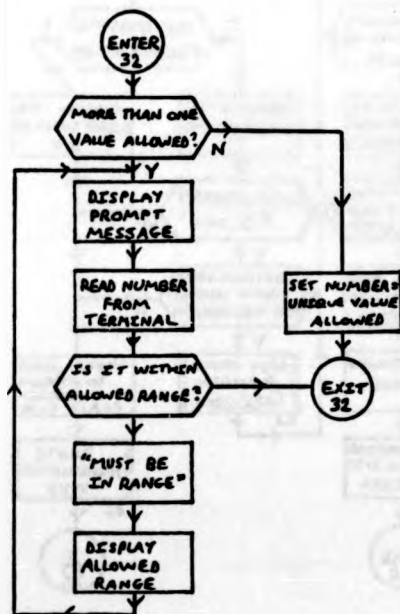 ENTER
32
MORE THAN ONE
VALUE ALLOWED?
N
Y
DISPLAY
PROMPT
MESSAGE
READ NUMBER
FROM
TERMINAL
SET NUMBER=
UNIQUE VALUE
ALLOWED
IS IT WITHIN
ALLOWED RANGE?
EXIT
32
"MUST BE
IN RANGE"
DISPLAY
ALLOWED
RANGE